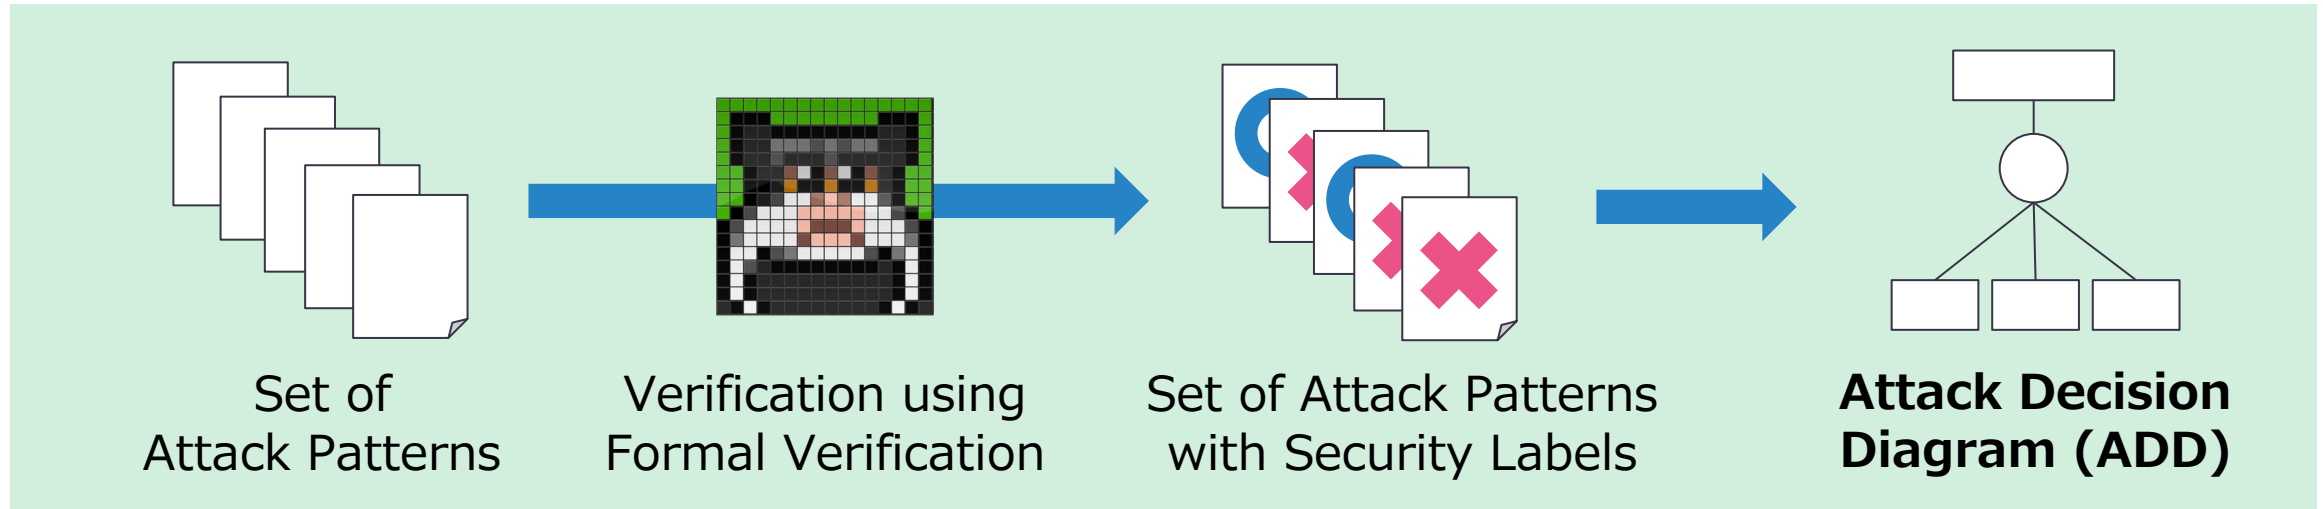 Set of
Attack Patterns
Verification using
Formal Verification
Set of Attack Patterns
with Security Labels
Attack Decision
Diagram (ADD)